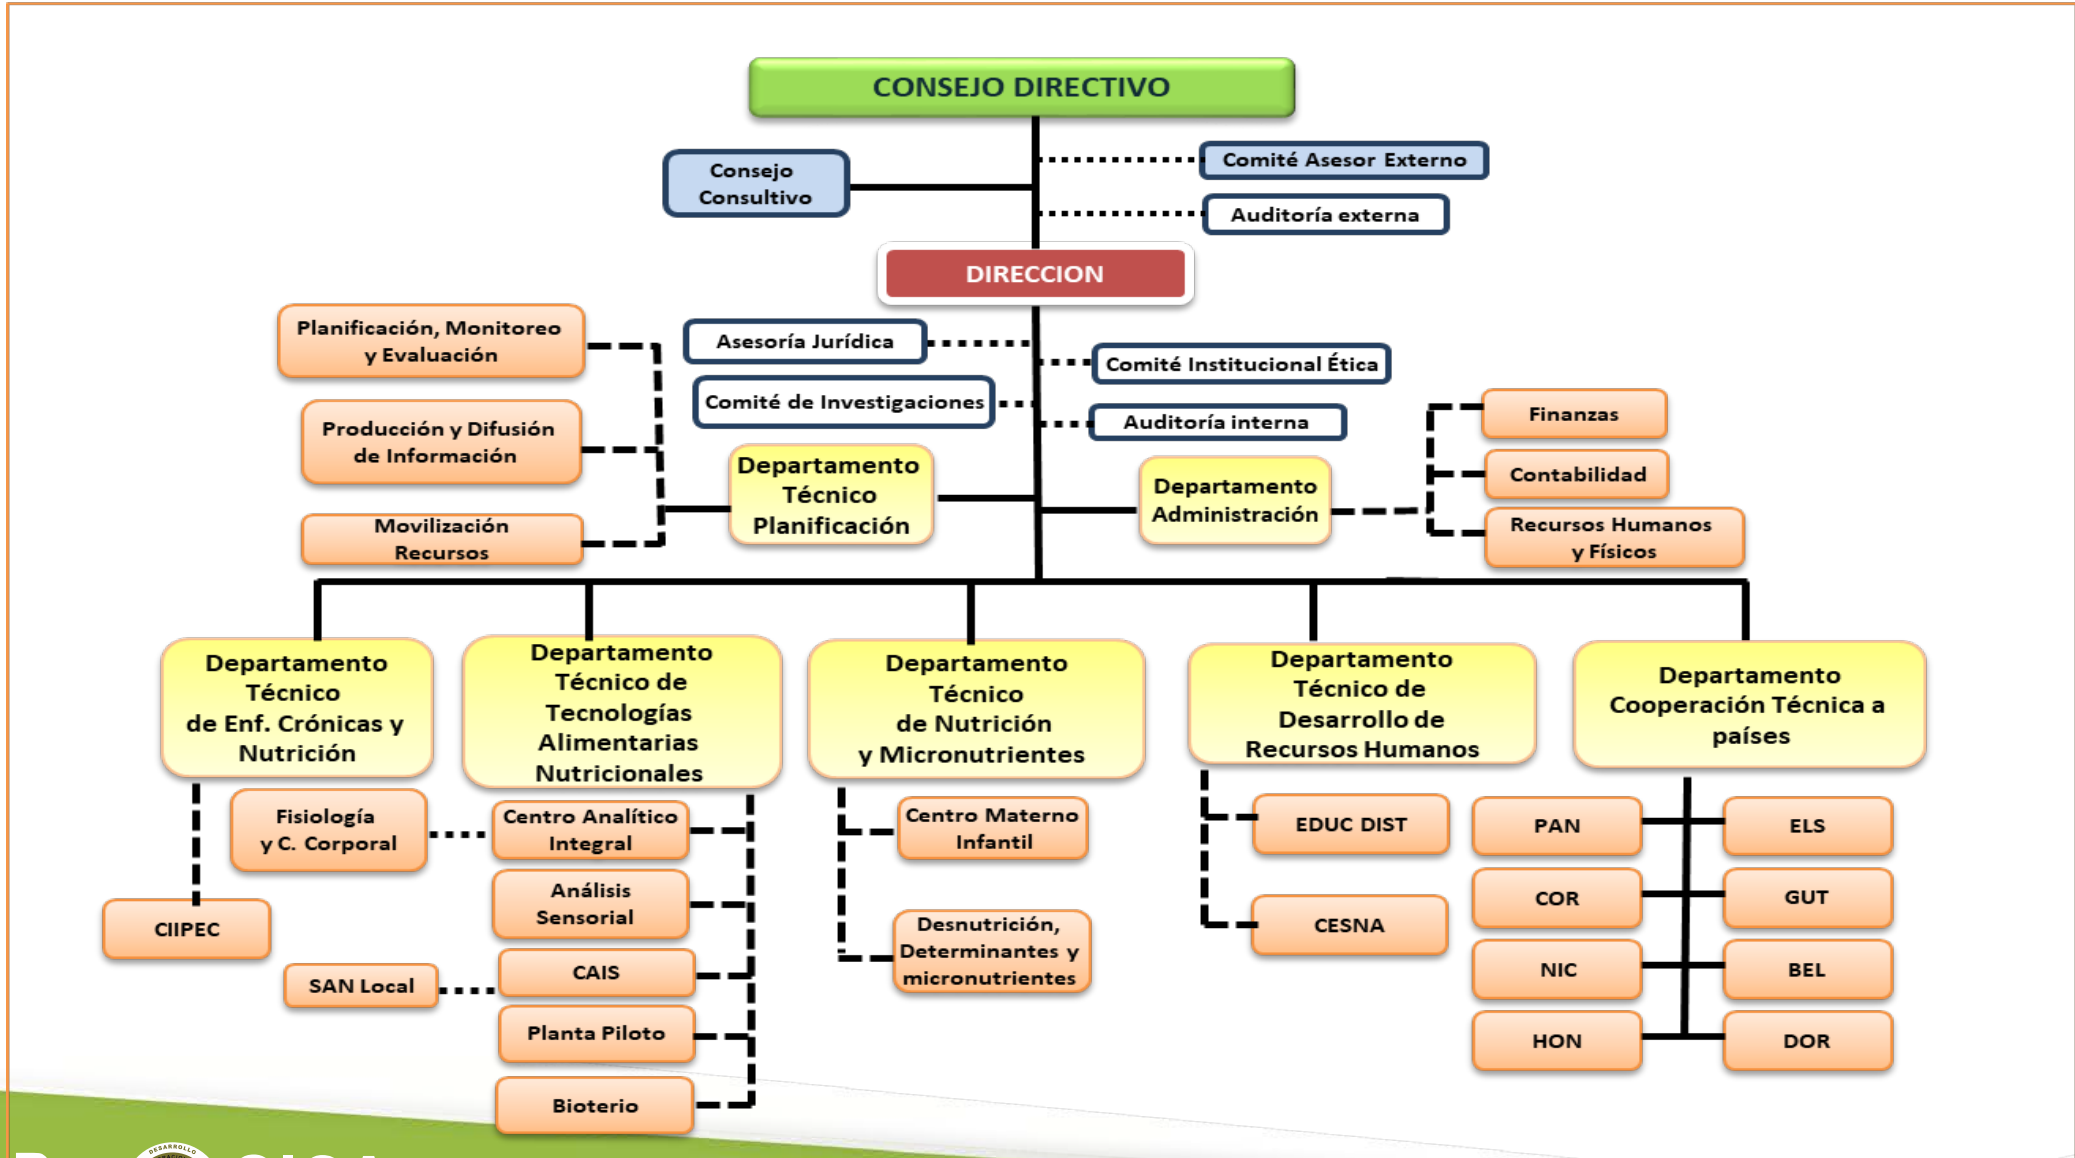 CONSEJO DIRECTIVO
Consejo
Consultivo
Comité Asesor Externo
Auditoría externa
DIRECCION
Planificación, Monitoreo
y Evaluación
Producción y Difusión
de Información
Movilización
Recursos
Asesoría Jurídica
Comité de Investigaciones
Comité Institucional Ética
Auditoría interna
Departamento
Técnico
Planificación
Departamento
Administración
Finanzas
Contabilidad
Recursos Humanos
y Físicos
Departamento
Técnico
de Enf. Crónicas y
Nutrición
Departamento
Técnico de
Tecnologías
Alimentarias
Nutricionales
Departamento
Técnico
de Nutrición
y Micronutrientes
Departamento
Técnico de
Desarrollo de
Recursos Humanos
Departamento
Cooperación Técnica a
países
Fisiología
y C. Corporal
CIIPEC
SAN Local
Centro Analítico
Integral
Análisis
Sensorial
CAIS
Planta Piloto
Bioterio
Centro Materno
Infantil
Desnutrición,
Determinantes y
micronutrientes
EDUC DIST
CESNA
PAN
ELS
COR
GUT
NIC
BEL
HON
DOR
DESARROLLO